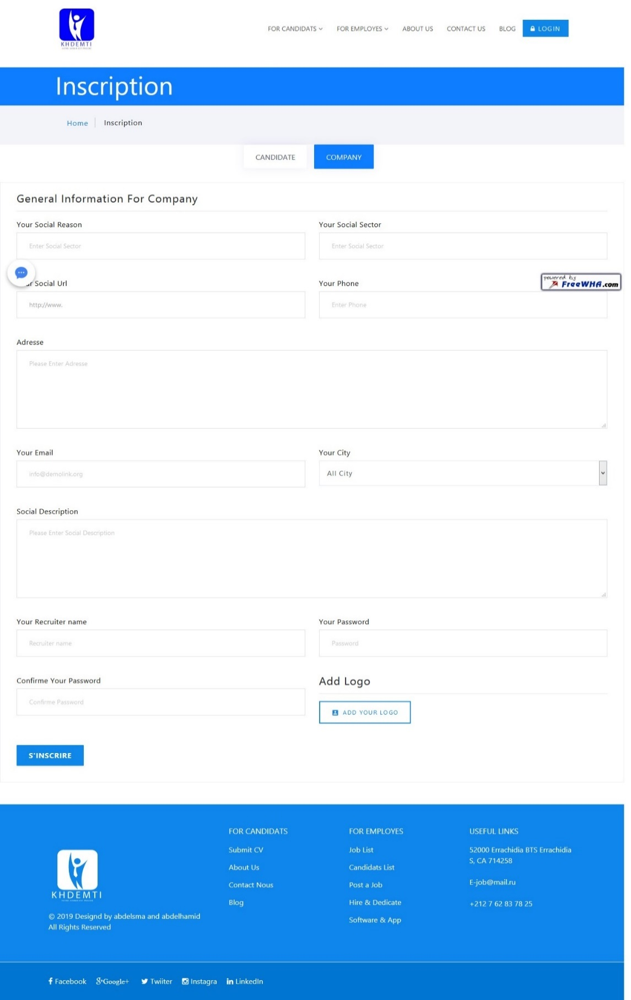 FOR CANDIDATS FOR EMPLOYES ABOUT US CONTACT US BLOG LOGIN
KHDEMTI
Inscription
Home Inscription
CANDIDATE COMPANY
General Information For Company
Your Social Reason Your Social Sector
Enter Social Sector Enter Social Sector
Social Url Your Phone
powered by
FreeWHA.com
http://www. Enter Phone
Adresse
Please Enter Adresse
Your Email Your City
info@demolink.org All City
Social Description
Please Enter Social Description
Your Recruiter name Your Password
Recruiter name Password
Confirme Your Password Add Logo
Confirme Password ADD YOUR LOGO
S'INSCRIRE
KHDEMTI
© 2019 Designd by abdelsma and abdelhamid
All Rights Reserved
FOR CANDIDATS
Submit CV
About Us
Contact Nous
Blog
FOR EMPLOYES
Job List
Candidats List
Post a Job
Hire & Dedicate
Software & App
USEFUL LINKS
52000 Errachidia BTS Errachidia
S, CA 714258
E-job@mail.ru
+212 7 62 83 78 25
Facebook Google+ Twiiter Instagra LinkedIn